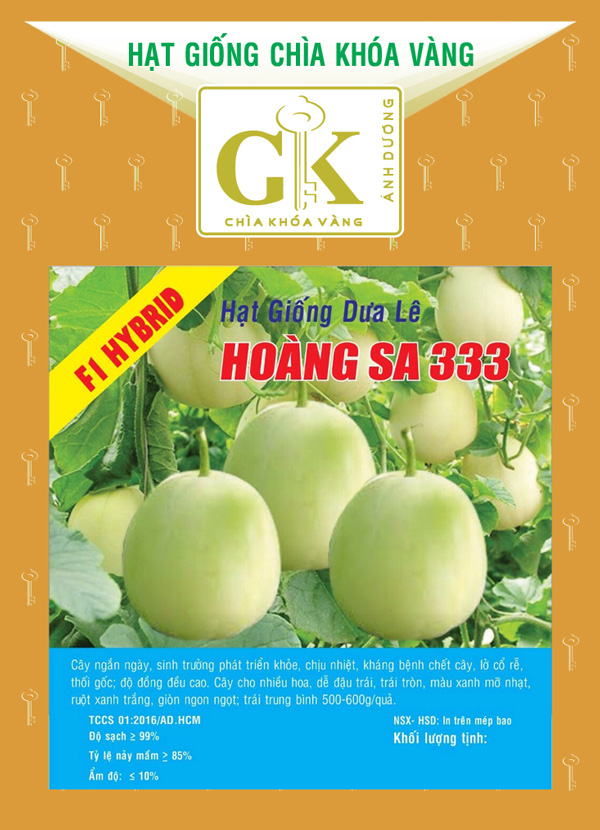 HẠT GIỐNG CHÌA KHÓA VÀNG
GK
ÁNH DƯƠNG
CHÌA KHÓA VÀNG
F1 HYBRID
Hạt Giống Dưa Lê
HOÀNG SA 333
Cây ngắn ngày, sinh trưởng phát triển khỏe, chịu nhiệt, kháng bệnh chết cây, lở cổ rễ,
thối gốc; độ đồng đều cao. Cây cho nhiều hoa, dễ đậu trái, trái tròn, màu xanh mỡ nhạt,
ruột xanh trắng, giòn ngon ngọt; trái trung bình 500-600g/quả.
TCCS 01:2016/AD.HCM
Độ sạch ≥ 99%
Tỷ lệ nảy mầm ≥ 85%
Ẩm độ: ≤ 10%
NSX- HSD: In trên mép bao
Khối lượng tịnh: